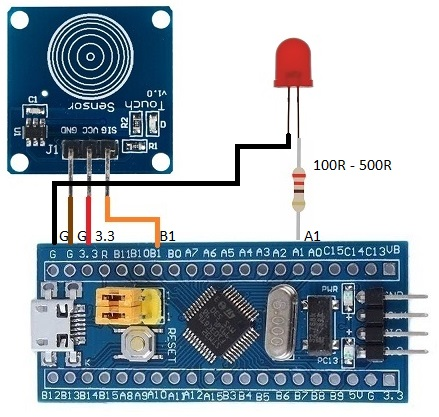 C1
Sensor
v1.0
Touch
U1
R2
D
R1
J1
GND
VCC
SIG
100R - 500R
G
G
3.3
B1
A1
G G 3.3 R B11 B10 B1 B0 A7 A6 A5 A4 A3 A2 A1 A0 C15 C14 C13 VB
PWR
RESET
PC13
B12 B13 B14 B15 A8 A9 A10 A11 A12 A15 B3 B4 B5 B6 B7 B8 B9 5V G 3.3